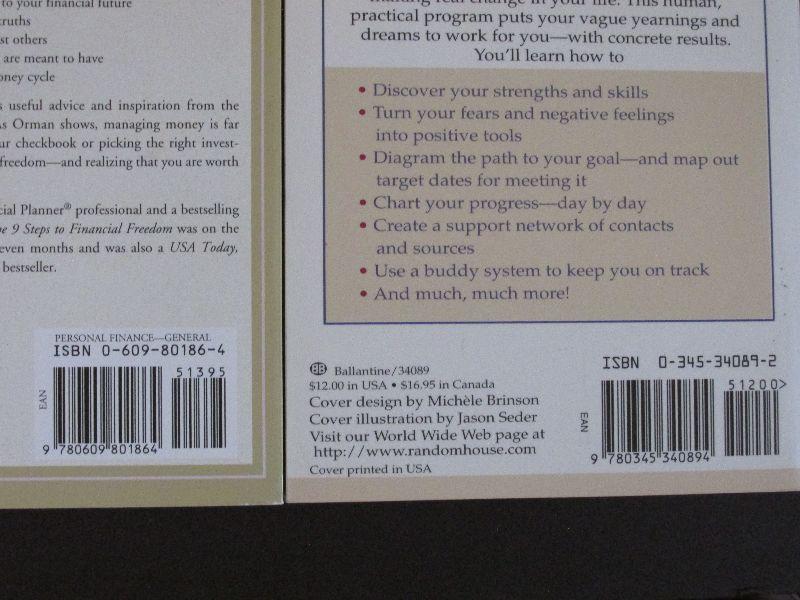 to your financial future
truths
st others
are meant to have
oney cycle
s useful advice and inspiration from the
As Orman shows, managing money is far
ur checkbook or picking the right invest-
freedom—and realizing that you are worth
cial Planner® professional and a bestselling
e 9 Steps to Financial Freedom was on the
even months and was also a USA Today,
bestseller.
PERSONAL FINANCE—GENERAL
ISBN 0-609-80186-4
51395
EAN
9 780609 801864
making real change in your life. This human,
practical program puts your vague yearnings and
dreams to work for you—with concrete results.
You'll learn how to
• Discover your strengths and skills
• Turn your fears and negative feelings
into positive tools
• Diagram the path to your goal—and map out
target dates for meeting it
• Chart your progress—day by day
• Create a support network of contacts
and sources
• Use a buddy system to keep you on track
• And much, much more!
BB Ballantine/34089
$12.00 in USA • $16.95 in Canada
Cover design by Michèle Brinson
Cover illustration by Jason Seder
Visit our World Wide Web page at
http://www.randomhouse.com
Cover printed in USA
ISBN 0-345-34089-2
51200>
EAN
9 780345 340894